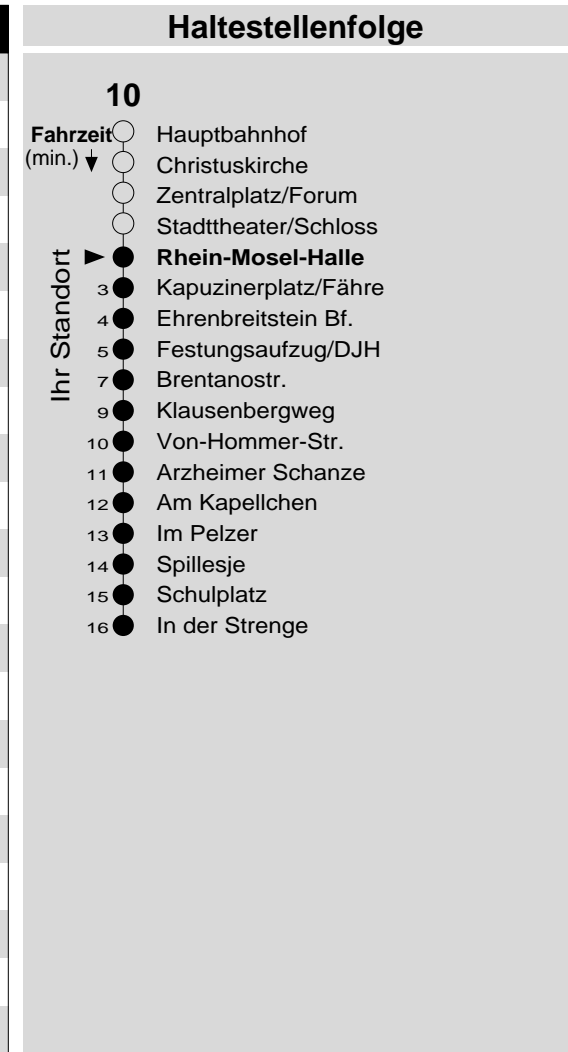 Haltestellenfolge
10
Fahrzeit Hauptbahnhof
(min.) Christuskirche
Zentralplatz/Forum
Stadttheater/Schloss
Ihr Standort
Rhein-Mosel-Halle
3 Kapuzinerplatz/Fähre
4 Ehrenbreitstein Bf.
5 Festungsaufzug/DJH
7 Brentanostr.
9 Klausenbergweg
10 Von-Hommer-Str.
11 Arzheimer Schanze
12 Am Kapellchen
13 Im Pelzer
14 Spillesje
15 Schulplatz
16 In der Strenge